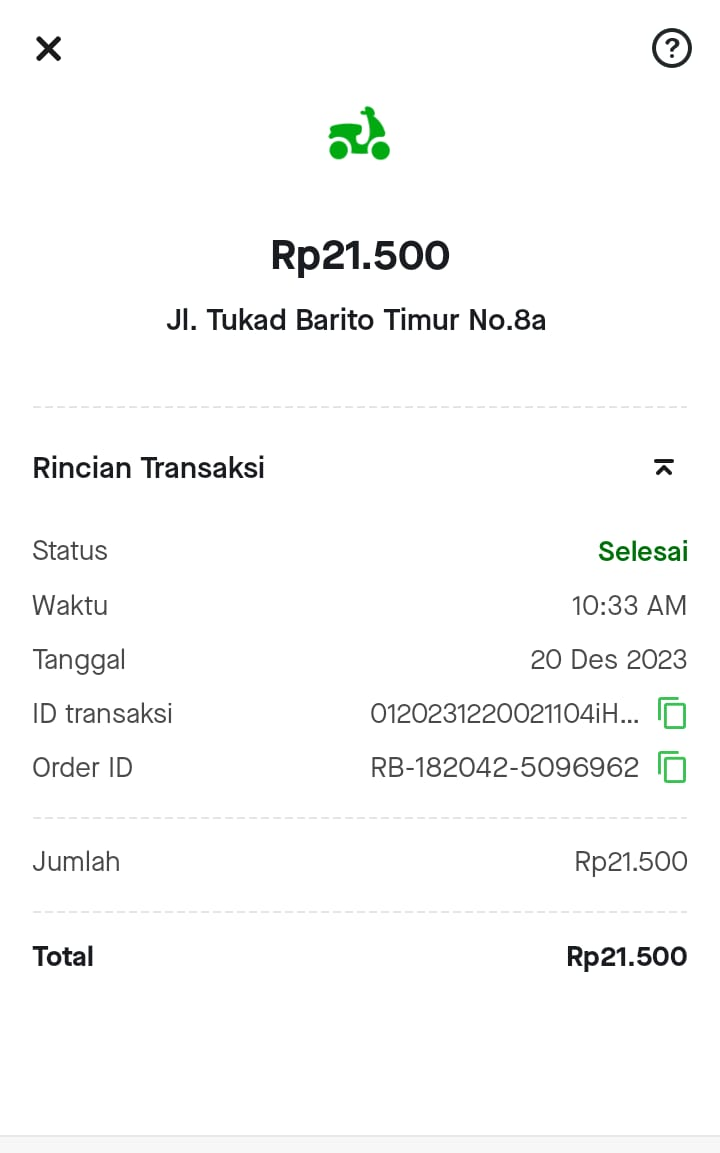 Rp21.500
Jl. Tukad Barito Timur No.8a
Rincian Transaksi
Status Selesai
Waktu 10:33 AM
Tanggal 20 Des 2023
ID transaksi 0120231220021104iH...
Order ID RB-182042-5096962
Jumlah Rp21.500
Total Rp21.500